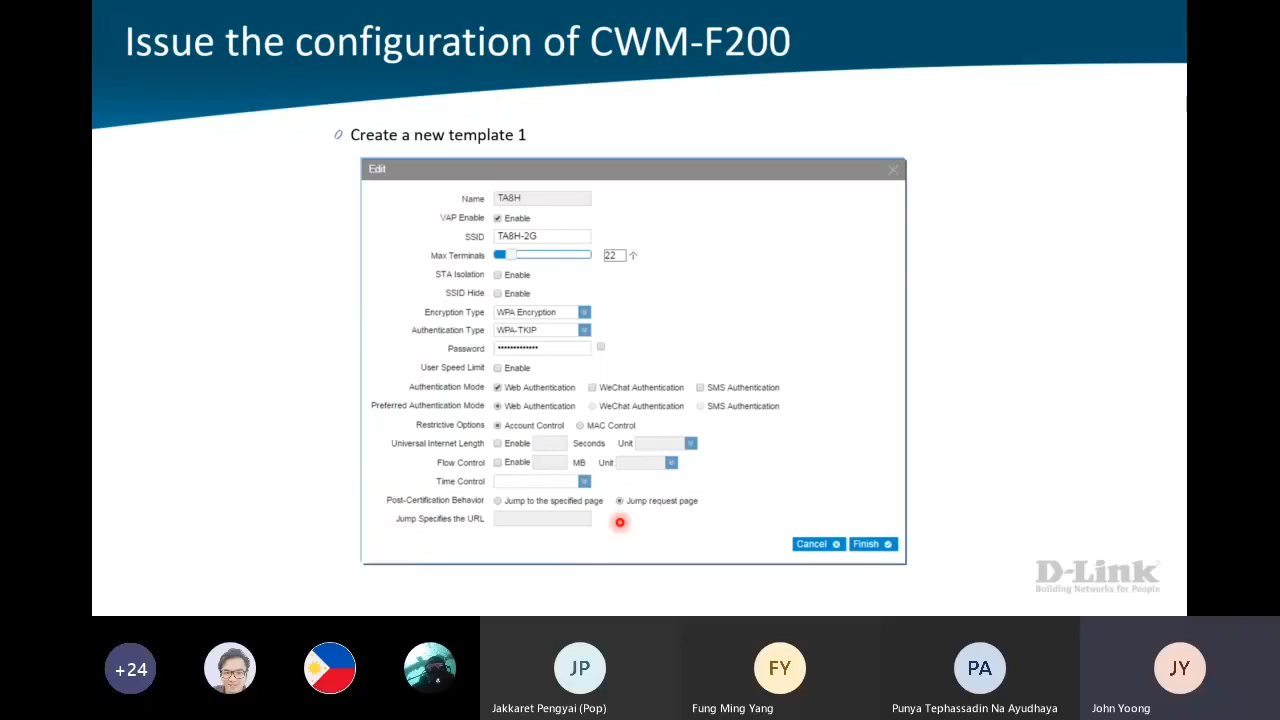 Issue the configuration of CWM-F200
Create a new template 1
Edit
Name TA8H
VAP Enable Enable
SSID TA8H-2G
Max Terminals 22 个
STA Isolation Enable
SSID Hide Enable
Encryption Type WPA Encryption
Authentication Type WPA-TKIP
Password •••••••••••••
User Speed Limit Enable
Authentication Mode Web Authentication WeChat Authentication SMS Authentication
Preferred Authentication Mode Web Authentication WeChat Authentication SMS Authentication
Restrictive Options Account Control MAC Control
Universal Internet Length Enable Seconds Unit
Flow Control Enable MB Unit
Time Control
Post-Certification Behavior Jump to the specified page Jump request page
Jump Specifies the URL
Cancel Finish
D-Link
Building Networks for People
+24
JP FY PA JY
Jakkaret Pengyai (Pop) Fung Ming Yang Punya Tephassadin Na Ayudhaya John Yoong